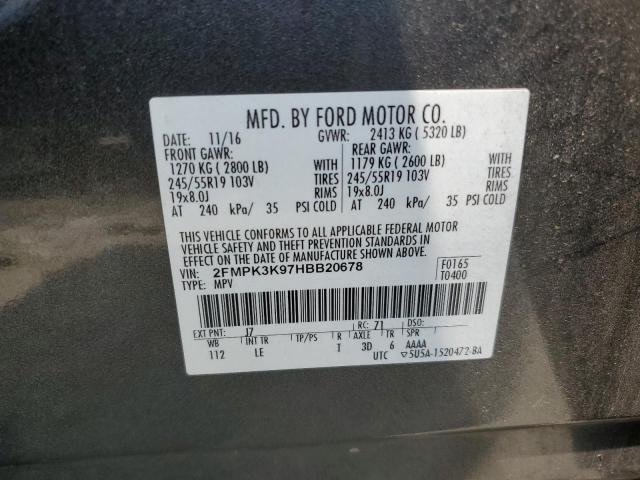 MFD. BY FORD MOTOR CO.
DATE: 11/16 GVWR: 2413 KG ( 5320 LB)
FRONT GAWR: REAR GAWR:
1270 KG ( 2800 LB) WITH 1179 KG ( 2600 LB) WITH
245/55R19 103V TIRES 245/55R19 103V TIRES
19x8.0J RIMS 19x8.0J RIMS
AT 240 kPa/ 35 PSI COLD AT 240 kPa/ 35 PSI COLD
THIS VEHICLE CONFORMS TO ALL APPLICABLE FEDERAL MOTOR
VEHICLE SAFETY AND THEFT PREVENTION STANDARDS IN
EFFECT ON THE DATE OF MANUFACTURE SHOWN ABOVE.
VIN: 2FMPK3K97HBB20678 F0165
TYPE: MPV T0400
EXT PNT: J7 RC: 71 DSO:
WB INT TR TP/PS R AXLE TR SPR
112 LE T 3D 6 AAAA
UTC ▽5U5A-1520472-BA